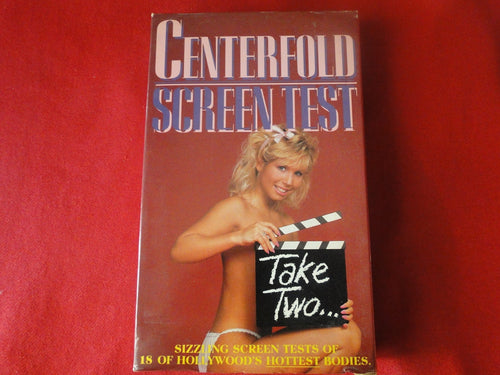 CENTERFOLD
SCREEN TEST
Take
Two...
SIZZLING SCREEN TESTS OF
18 OF HOLLYWOOD'S HOTTEST BODIES.